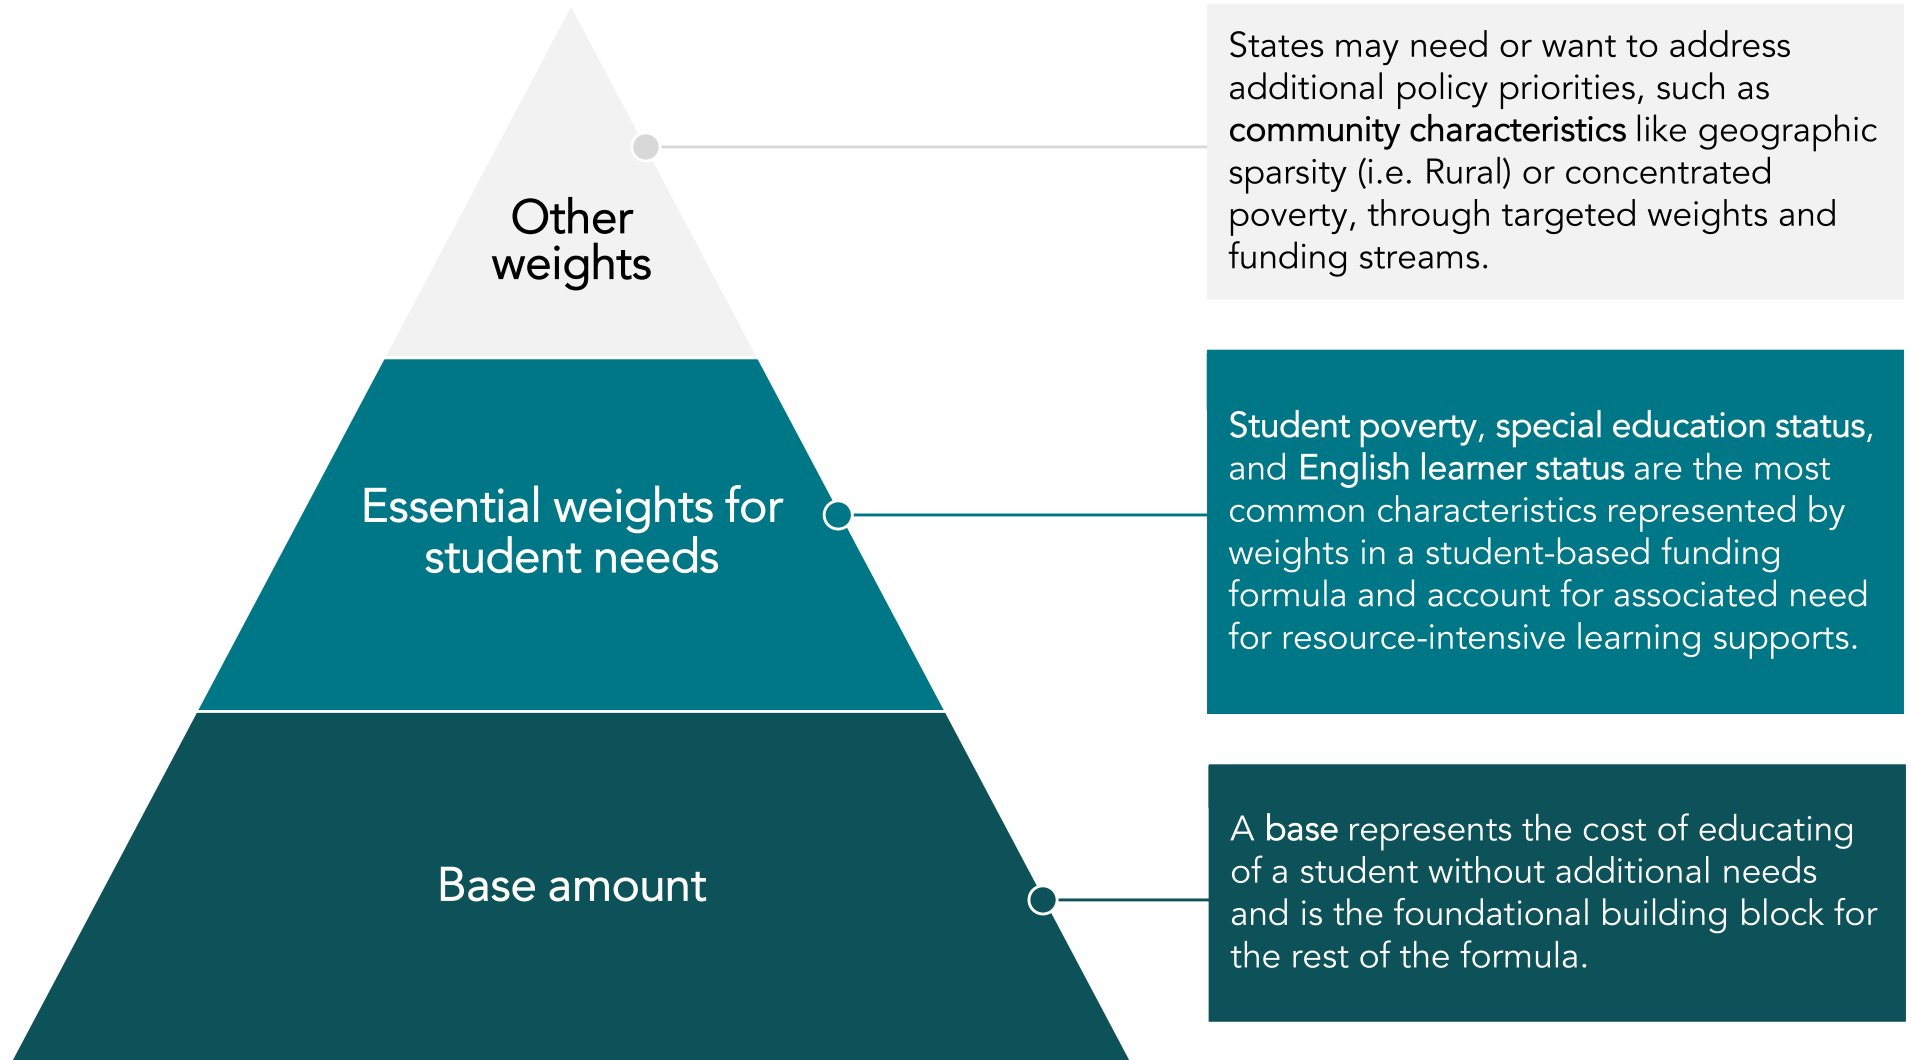 States may need or want to address
additional policy priorities, such as
community characteristics like geographic
sparsity (i.e. Rural) or concentrated
poverty, through targeted weights and
funding streams.
Other
weights
Student poverty, special education status,
and English learner status are the most
common characteristics represented by
weights in a student-based funding
formula and account for associated need
for resource-intensive learning supports.
Essential weights for
student needs
A base represents the cost of educating
of a student without additional needs
and is the foundational building block for
the rest of the formula.
Base amount